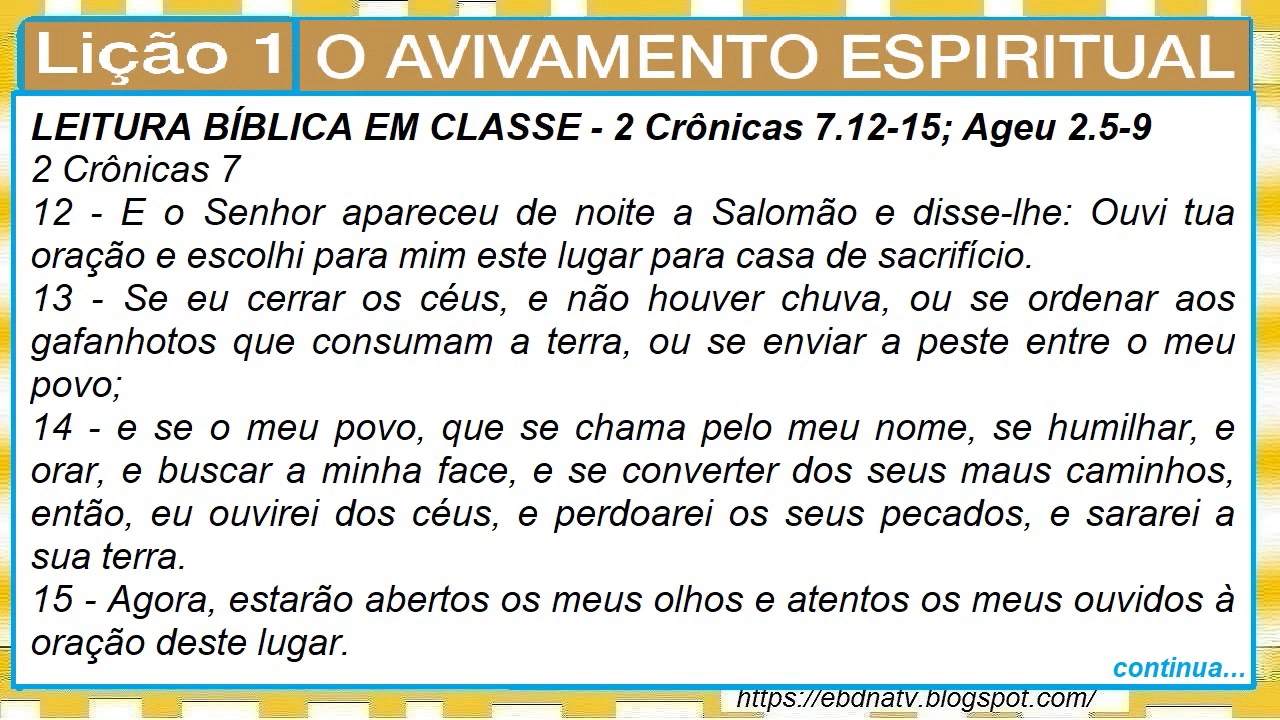 Lição 1 O AVIVAMENTO ESPIRITUAL
LEITURA BÍBLICA EM CLASSE - 2 Crônicas 7.12-15; Ageu 2.5-9
2 Crônicas 7
12 - E o Senhor apareceu de noite a Salomão e disse-lhe: Ouvi tua
oração e escolhi para mim este lugar para casa de sacrifício.
13 - Se eu cerrar os céus, e não houver chuva, ou se ordenar aos
gafanhotos que consumam a terra, ou se enviar a peste entre o meu
povo;
14 - e se o meu povo, que se chama pelo meu nome, se humilhar, e
orar, e buscar a minha face, e se converter dos seus maus caminhos,
então, eu ouvirei dos céus, e perdoarei os seus pecados, e sararei a
sua terra.
15 - Agora, estarão abertos os meus olhos e atentos os meus ouvidos à
oração deste lugar.
continua...
https://ebdnatv.blogspot.com/